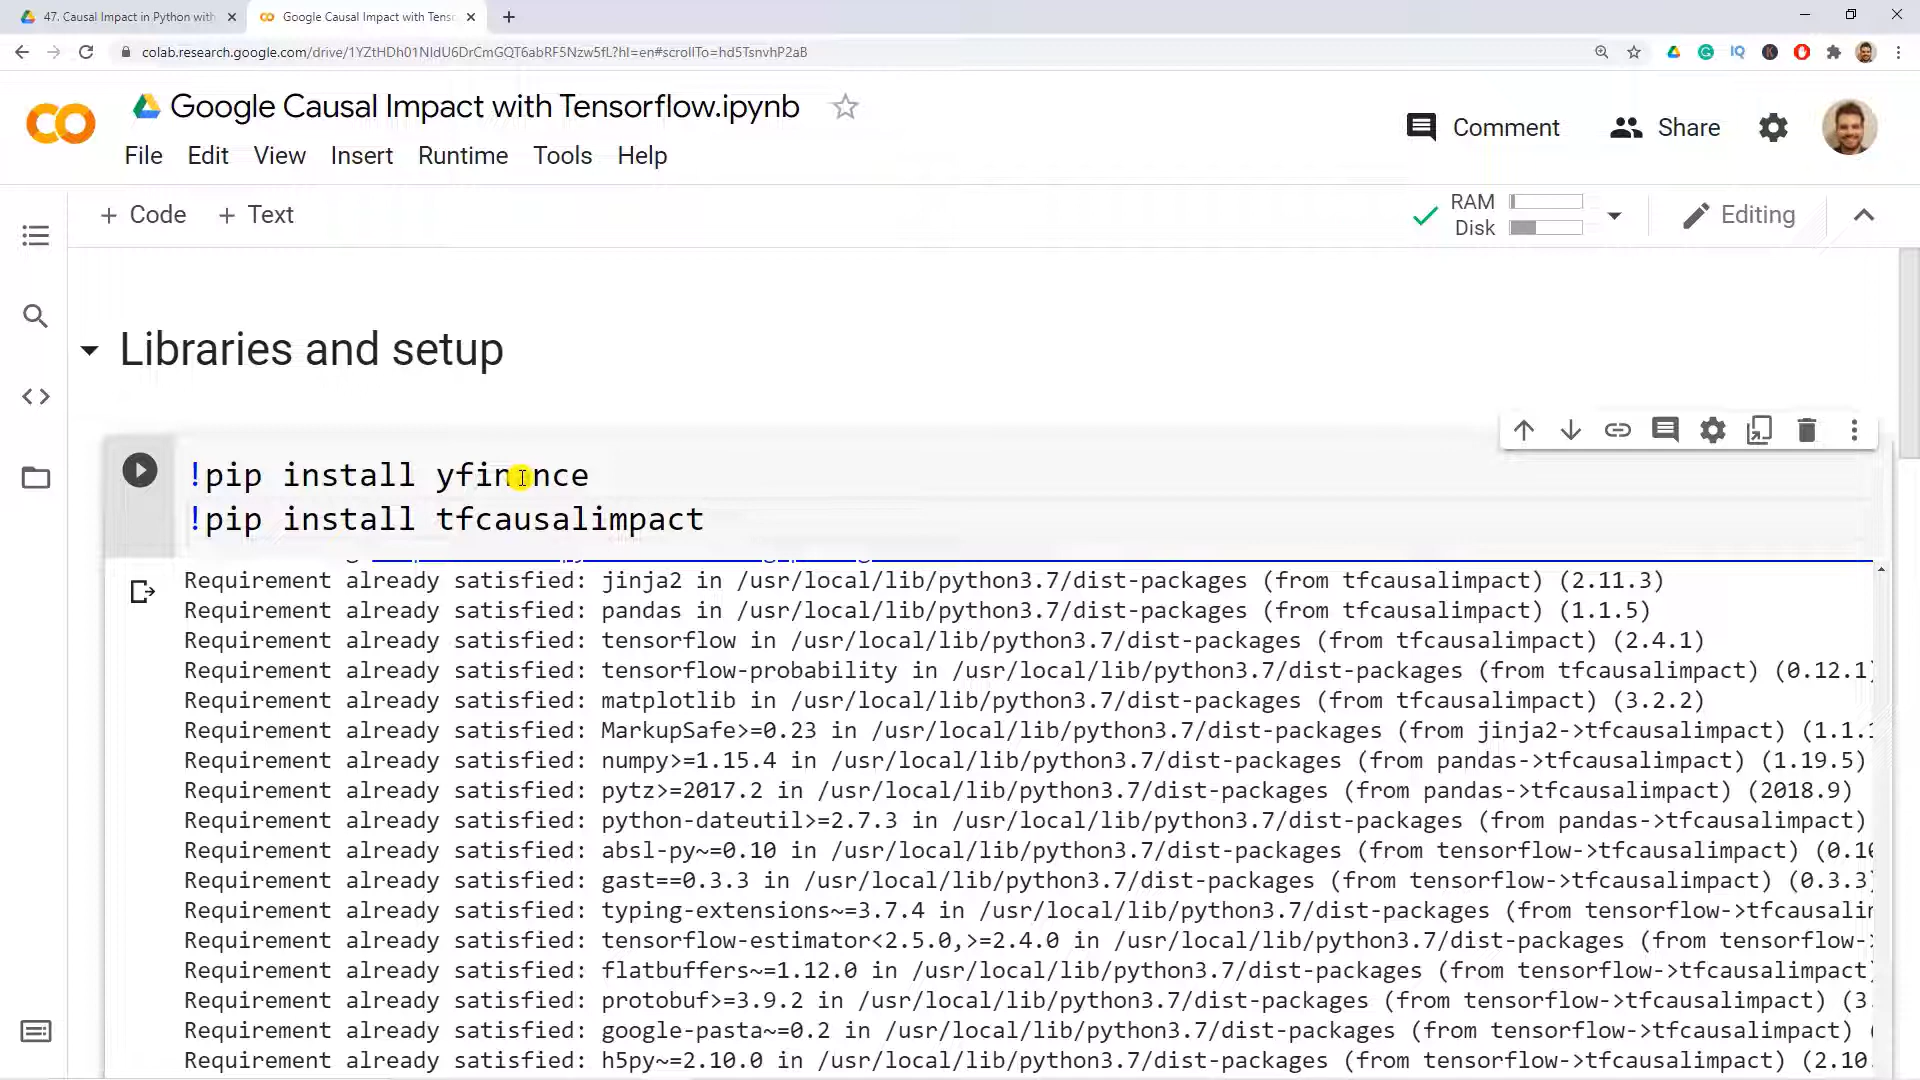 47. Causal Impact in Python with
Google Causal Impact with Tenso
colab.research.google.com/drive/1YZtHDh01NIdU6DrCmGQT6abRF5Nzw5fL?hl=en#scrollTo=hd5TsnvhP2aB
Google Causal Impact with Tensorflow.ipynb
Comment
Share
File Edit View Insert Runtime Tools Help
+ Code + Text
RAM
Disk
Editing
Libraries and setup
!pip install yfinance
!pip install tfcausalimpact
Requirement already satisfied: jinja2 in /usr/local/lib/python3.7/dist-packages (from tfcausalimpact) (2.11.3)
Requirement already satisfied: pandas in /usr/local/lib/python3.7/dist-packages (from tfcausalimpact) (1.1.5)
Requirement already satisfied: tensorflow in /usr/local/lib/python3.7/dist-packages (from tfcausalimpact) (2.4.1)
Requirement already satisfied: tensorflow-probability in /usr/local/lib/python3.7/dist-packages (from tfcausalimpact) (0.12.1)
Requirement already satisfied: matplotlib in /usr/local/lib/python3.7/dist-packages (from tfcausalimpact) (3.2.2)
Requirement already satisfied: MarkupSafe>=0.23 in /usr/local/lib/python3.7/dist-packages (from jinja2->tfcausalimpact) (1.1.1
Requirement already satisfied: numpy>=1.15.4 in /usr/local/lib/python3.7/dist-packages (from pandas->tfcausalimpact) (1.19.5)
Requirement already satisfied: pytz>=2017.2 in /usr/local/lib/python3.7/dist-packages (from pandas->tfcausalimpact) (2018.9)
Requirement already satisfied: python-dateutil>=2.7.3 in /usr/local/lib/python3.7/dist-packages (from pandas->tfcausalimpact)
Requirement already satisfied: absl-py~=0.10 in /usr/local/lib/python3.7/dist-packages (from tensorflow->tfcausalimpact) (0.10
Requirement already satisfied: gast==0.3.3 in /usr/local/lib/python3.7/dist-packages (from tensorflow->tfcausalimpact) (0.3.3)
Requirement already satisfied: typing-extensions~=3.7.4 in /usr/local/lib/python3.7/dist-packages (from tensorflow->tfcausalim
Requirement already satisfied: tensorflow-estimator<2.5.0,>=2.4.0 in /usr/local/lib/python3.7/dist-packages (from tensorflow->
Requirement already satisfied: flatbuffers~=1.12.0 in /usr/local/lib/python3.7/dist-packages (from tensorflow->tfcausalimpact)
Requirement already satisfied: protobuf>=3.9.2 in /usr/local/lib/python3.7/dist-packages (from tensorflow->tfcausalimpact) (3.
Requirement already satisfied: google-pasta~=0.2 in /usr/local/lib/python3.7/dist-packages (from tensorflow->tfcausalimpact) (
Requirement already satisfied: h5py~=2.10.0 in /usr/local/lib/python3.7/dist-packages (from tensorflow->tfcausalimpact) (2.10.